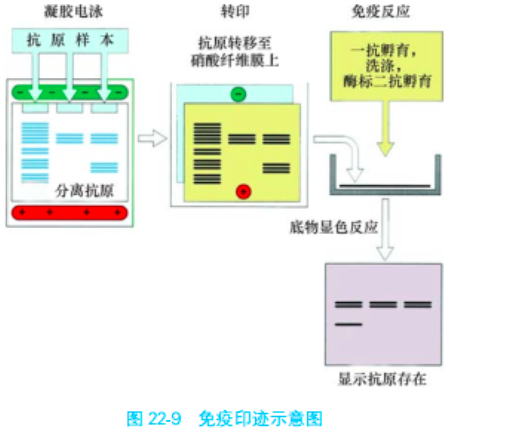 凝胶电泳
抗原样本
分离抗原
转印
抗原转移至
硝酸纤维膜上
免疫反应
一抗孵育，
洗涤，
酶标二抗孵育
底物显色反应
显示抗原存在
图 22-9 免疫印迹示意图